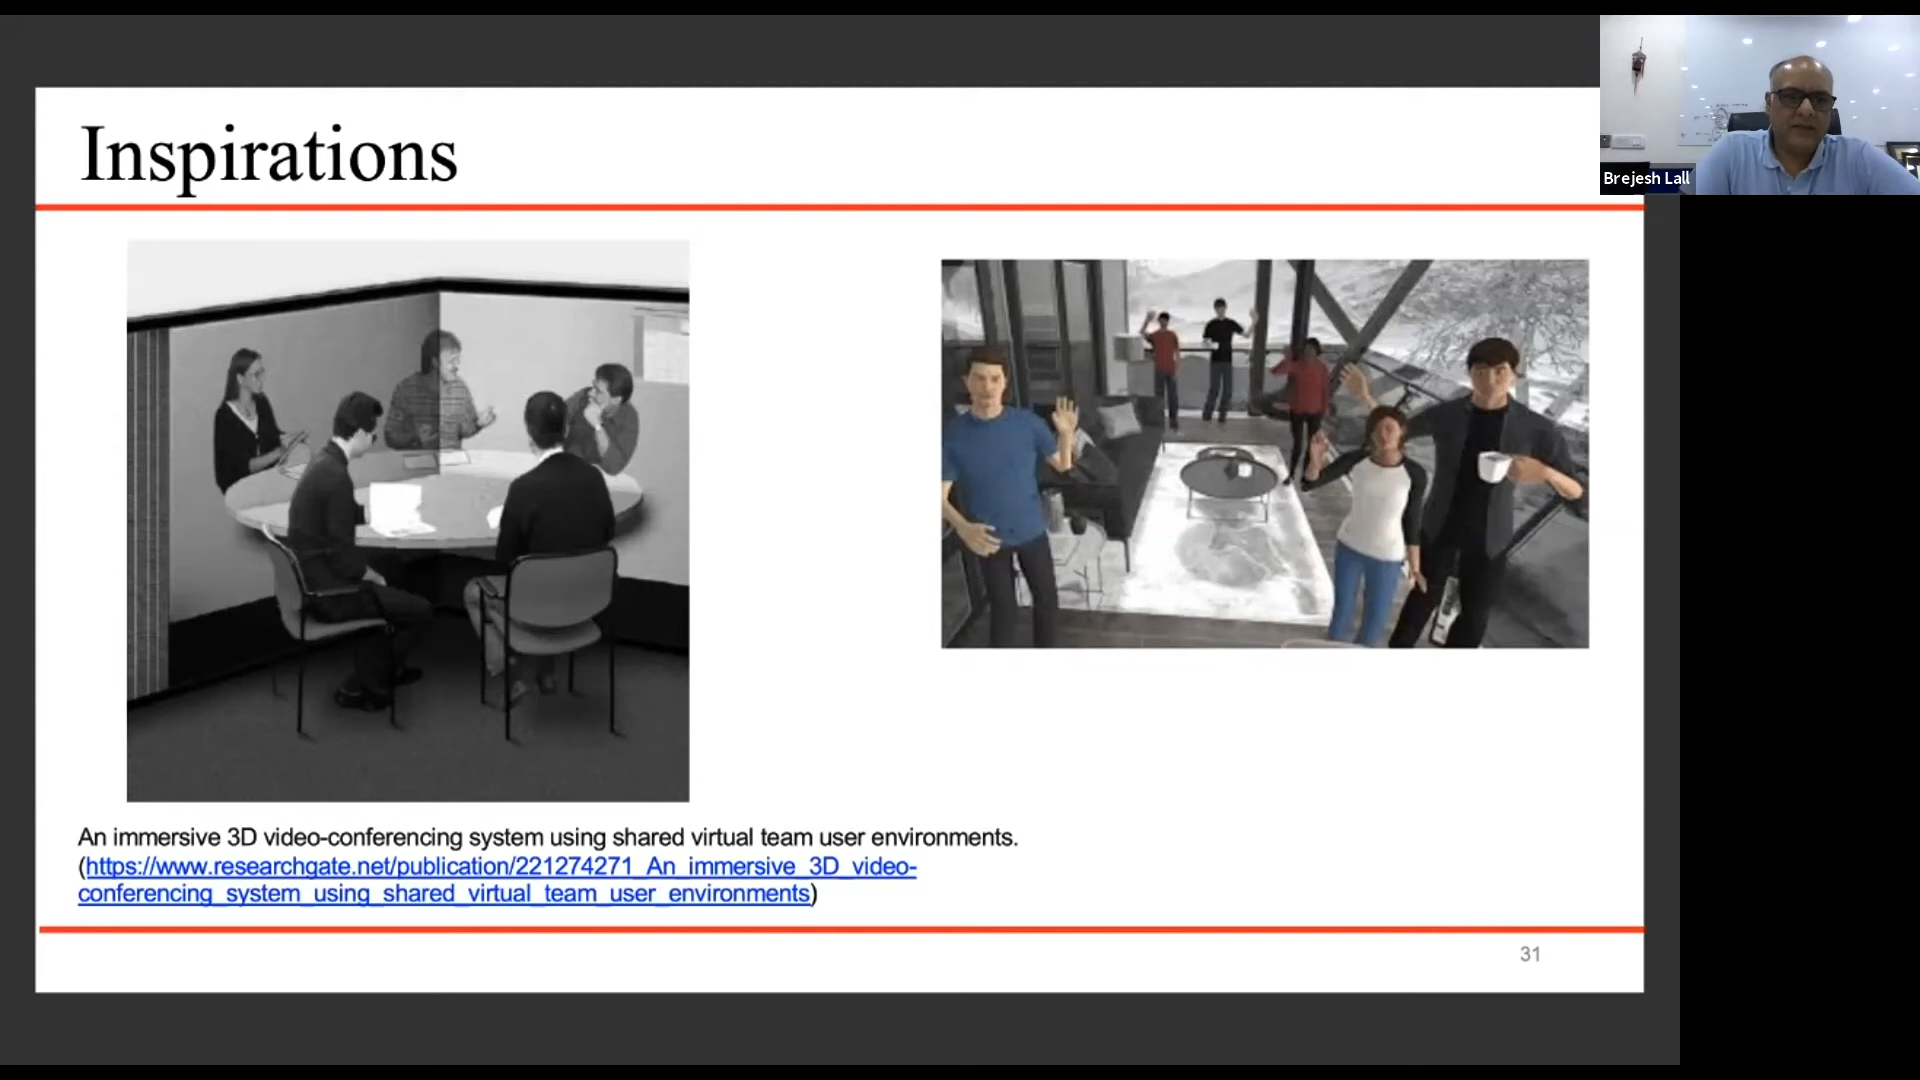 Inspirations
Brejesh Lall
An immersive 3D video-conferencing system using shared virtual team user environments.
(https://www.researchgate.net/publication/221274271_An_immersive_3D_video-
conferencing_system_using_shared_virtual_team_user_environments)
31